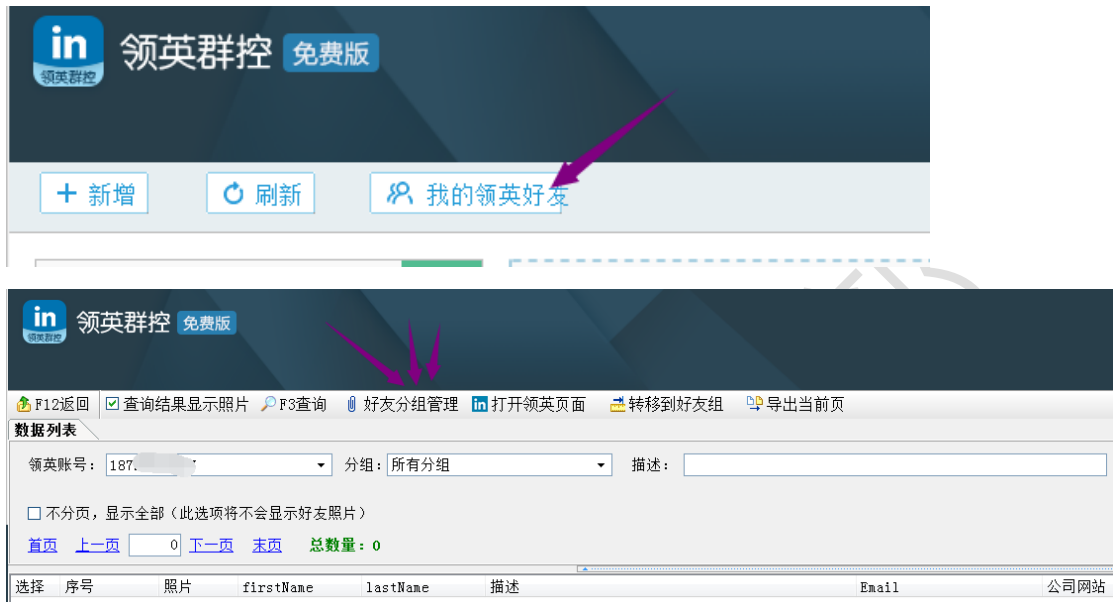 in 领英群控 免费版
领英群控
+ 新增 刷新 我的领英好友
in 领英群控 免费版
领英群控
F12返回 查询结果显示照片 F3查询 好友分组管理 in 打开领英页面 转移到好友组 导出当前页
数据列表
领英账号: 187. 分组: 所有分组 描述:
不分页，显示全部（此选项将不会显示好友照片）
首页 上一页 0 下一页 末页 总数量: 0
选择 序号 照片 firstName lastName 描述 Email 公司网站